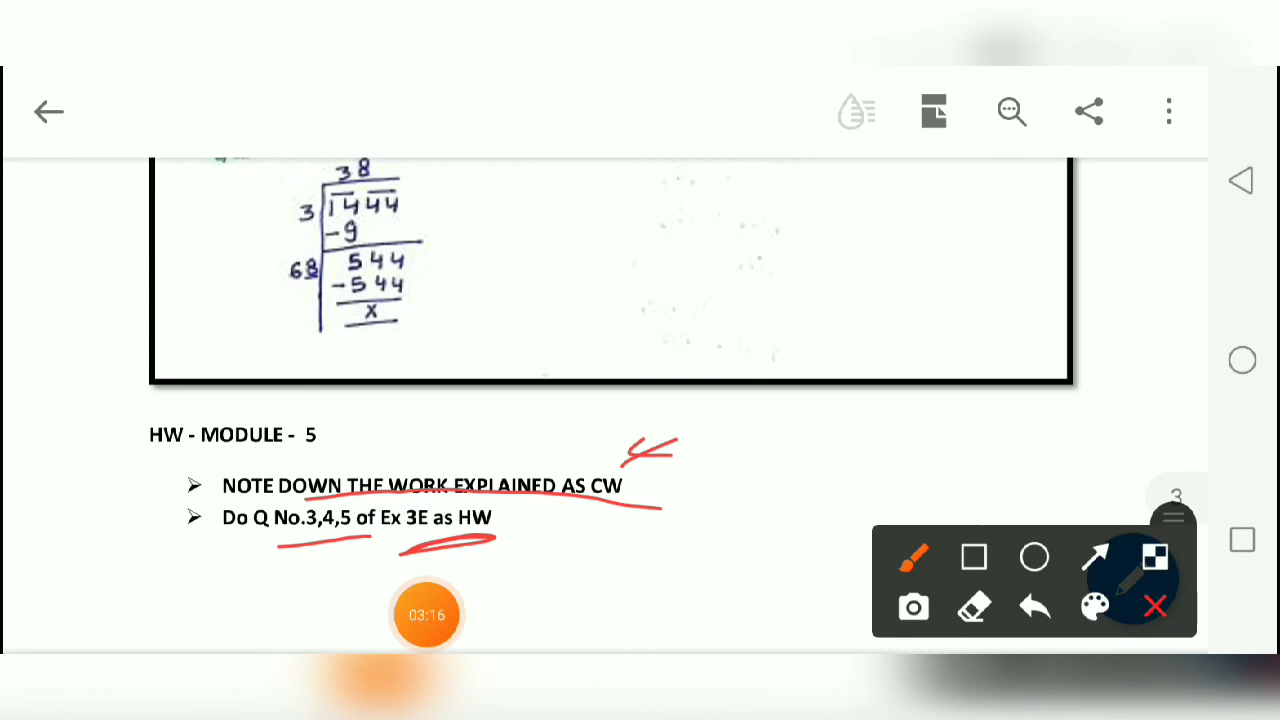 38
3 1444
-9
68 544
-544
x
HW - MODULE - 5
NOTE DOWN THE WORK EXPLAINED AS CW
Do Q No.3,4,5 of Ex 3E as HW
3
03:16